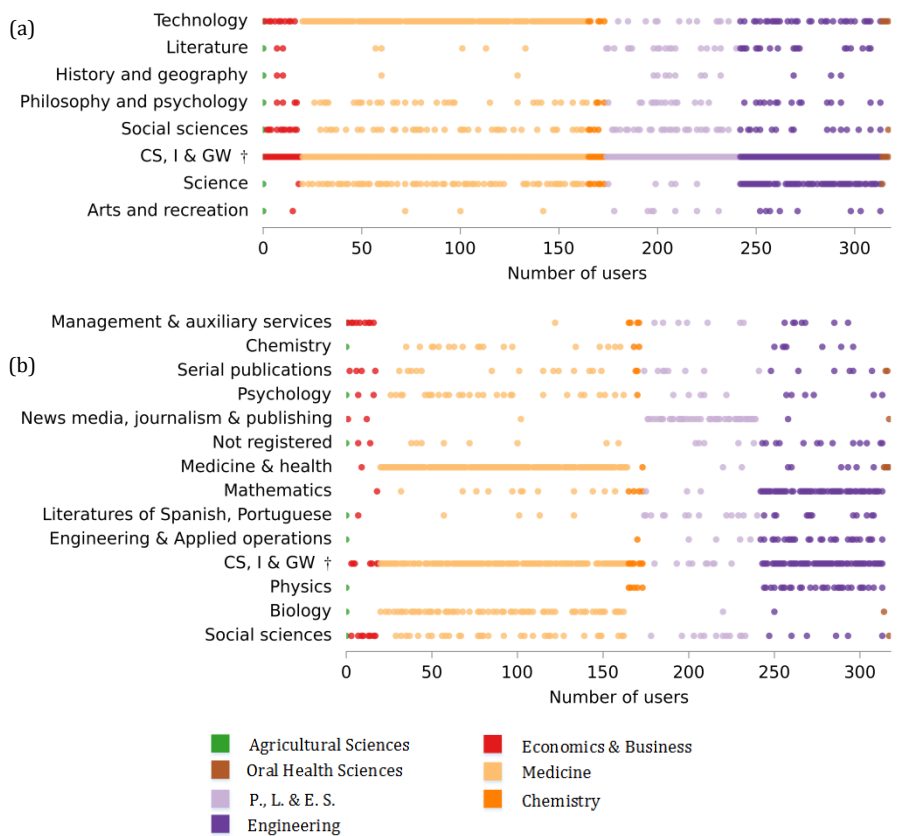 (a)
Technology
Literature
History and geography
Philosophy and psychology
Social sciences
CS, I & GW †
Science
Arts and recreation
0 50 100 150 200 250 300
Number of users
(b)
Management & auxiliary services
Chemistry
Serial publications
Psychology
News media, journalism & publishing
Not registered
Medicine & health
Mathematics
Literatures of Spanish, Portuguese
Engineering & Applied operations
CS, I & GW †
Physics
Biology
Social sciences
0 50 100 150 200 250 300
Number of users
Agricultural Sciences Economics & Business
Oral Health Sciences Medicine
P., L. & E. S. Chemistry
Engineering